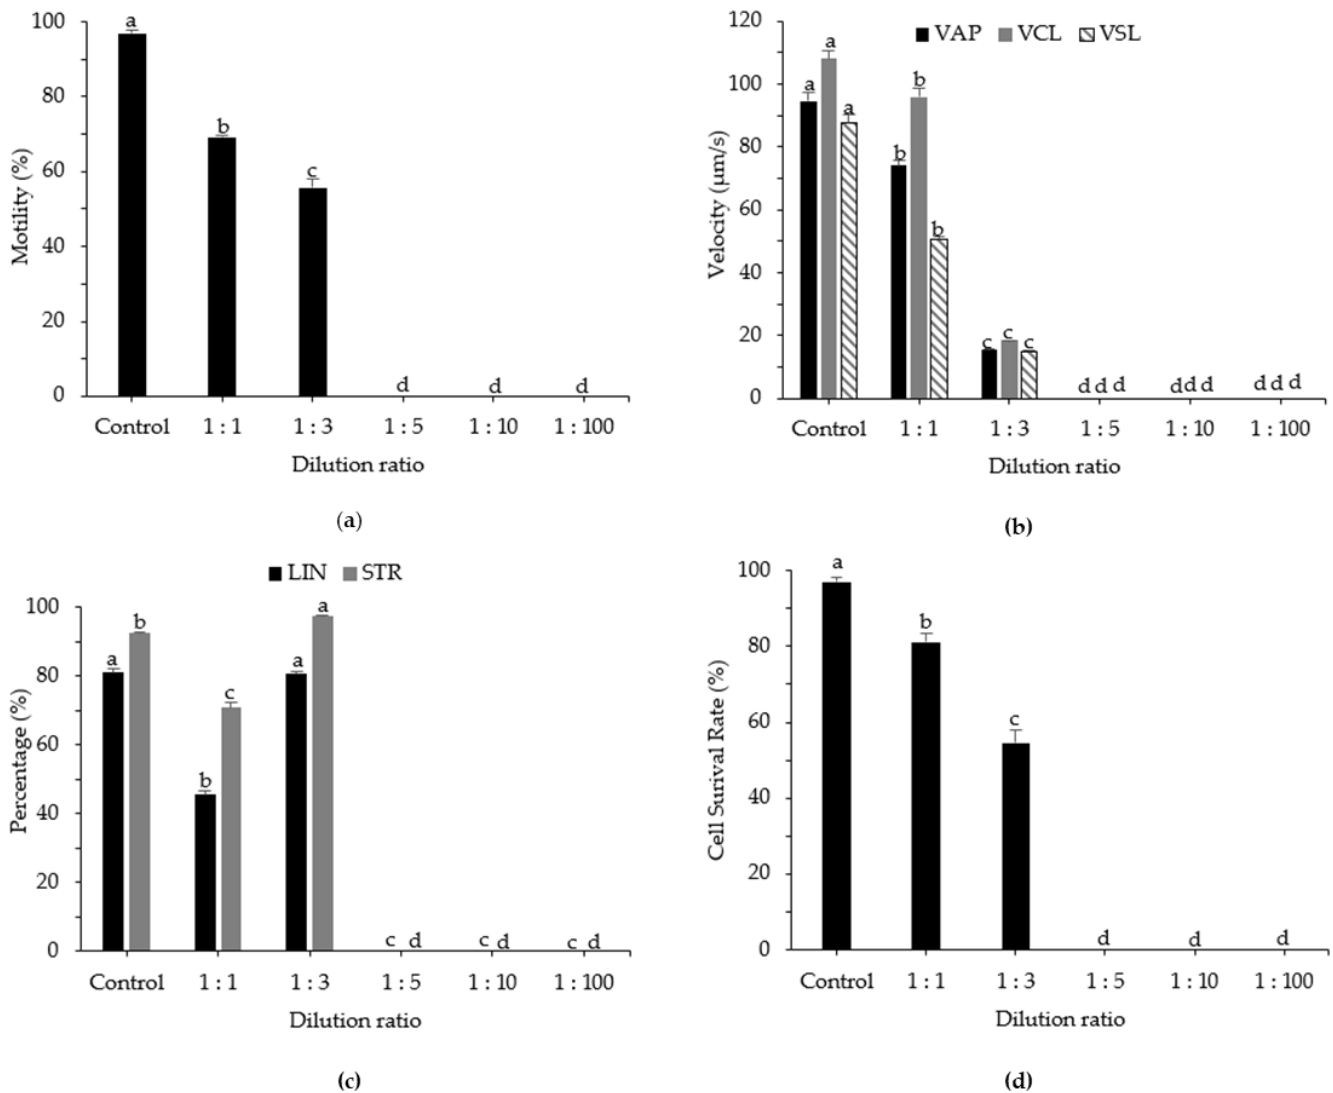 100
80
60
40
20
0
Motility (%)
a
b
c
d
d
d
Control
1 : 1
1 : 3
1 : 5
1 : 10
1 : 100
Dilution ratio
(a)
120
100
80
60
40
20
0
Velocity (μm/s)
VAP VCL VSL
a
a
a
b
b
b
c c c
d d d
d d d
d d d
Control
1 : 1
1 : 3
1 : 5
1 : 10
1 : 100
Dilution ratio
(b)
LIN STR
100
80
60
40
20
0
Percentage (%)
a
b
b
c
a
a
c d
c d
c d
Control
1 : 1
1 : 3
1 : 5
1 : 10
1 : 100
Dilution ratio
(c)
100
80
60
40
20
0
Cell Surival Rate (%)
a
b
c
d
d
d
Control
1 : 1
1 : 3
1 : 5
1 : 10
1 : 100
Dilution ratio
(d)